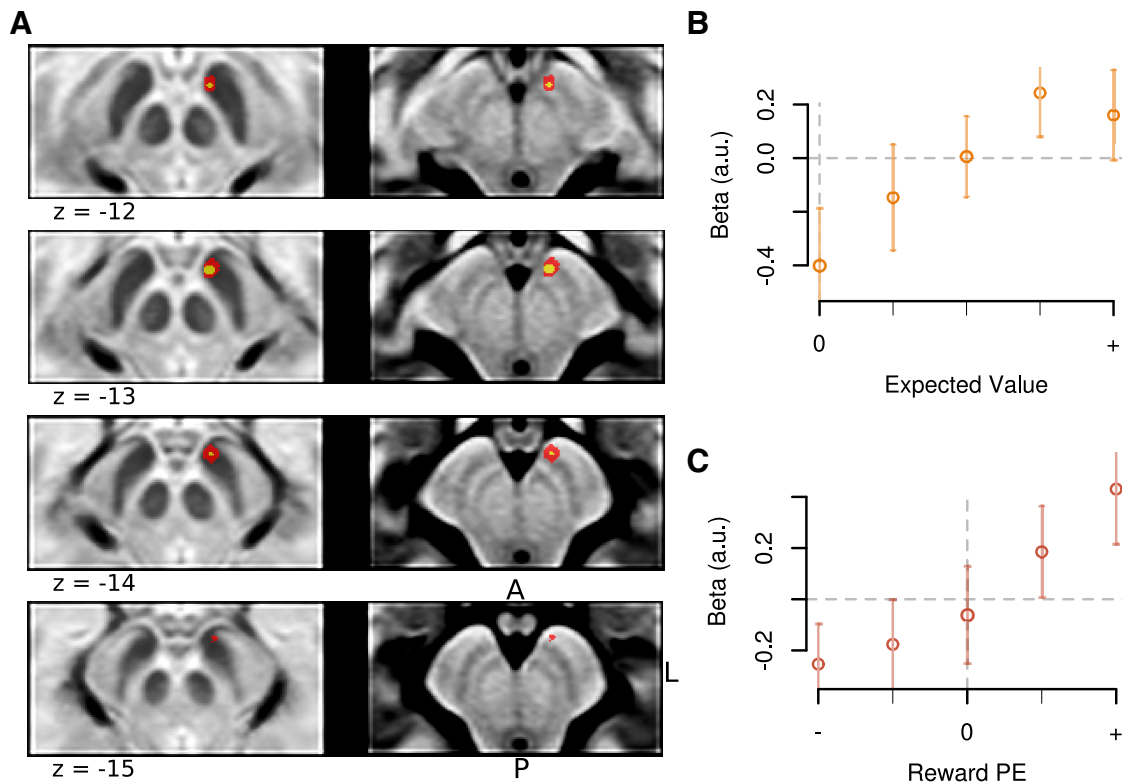 A
z = -12
z = -13
z = -14
A
z = -15
P
L
B
Beta (a.u.)
0.2
0.0
-0.4
0
+
Expected Value
C
Beta (a.u.)
0.2
-0.2
-
0
+
Reward PE